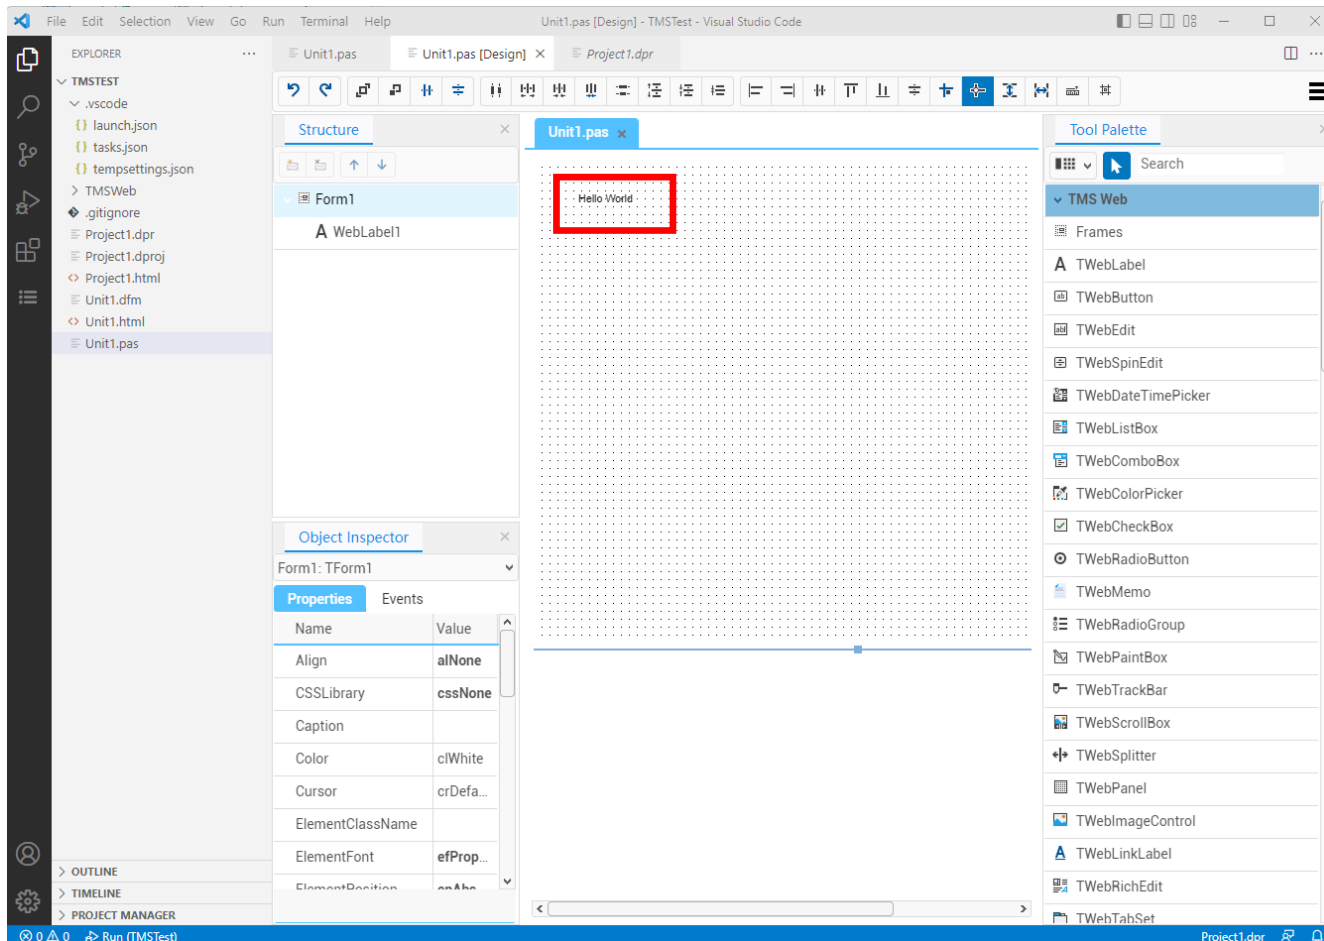 File Edit Selection View Go Run Terminal Help
Unit1.pas [Design] - TMSTest - Visual Studio Code
EXPLORER
Unit1.pas
Unit1.pas [Design]
Project1.dpr
TMSTEST
.vscode
{} launch.json
{} tasks.json
{} tempsettings.json
TMSWeb
.gitignore
Project1.dpr
Project1.dproj
Project1.html
Unit1.dfm
Unit1.html
Unit1.pas
OUTLINE
TIMELINE
PROJECT MANAGER
Structure
Form1
A WebLabel1
Object Inspector
Form1: TForm1
Properties Events
Name Value
Align alNone
CSSLibrary cssNone
Caption
Color clWhite
Cursor crDefa...
ElementClassName
ElementFont efProp...
ElementPosition epAbs
Unit1.pas
Hello World
Tool Palette
Search
TMS Web
Frames
A TWebLabel
TWebButton
TWebEdit
TWebSpinEdit
TWebDateTimePicker
TWebListBox
TWebComboBox
TWebColorPicker
TWebCheckBox
TWebRadioButton
TWebMemo
TWebRadioGroup
TWebPaintBox
TWebTrackBar
TWebScrollBox
TWebSplitter
TWebPanel
TWebImageControl
A TWebLinkLabel
TWebRichEdit
TWebTabSet
0 0 Run (TMSTest)
Project1.dpr